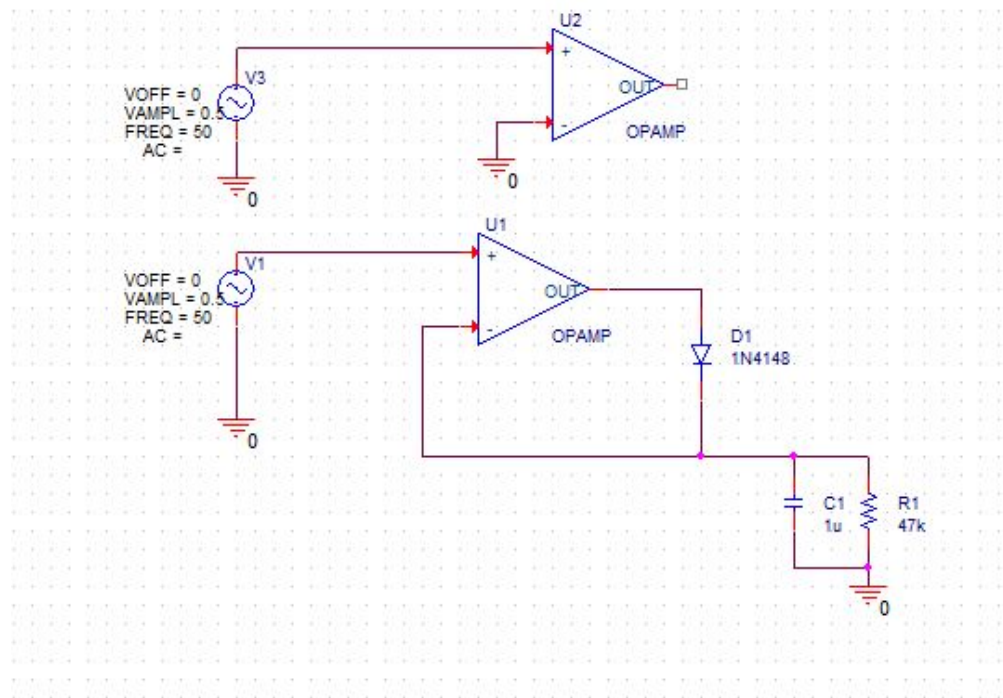 U2
+
OUT
-
OPAMP
V3
VOFF = 0
VAMPL = 0.5
FREQ = 50
AC =
0
0
U1
+
OUT
-
OPAMP
V1
VOFF = 0
VAMPL = 0.5
FREQ = 50
AC =
0
D1
1N4148
C1
1u
R1
47k
0